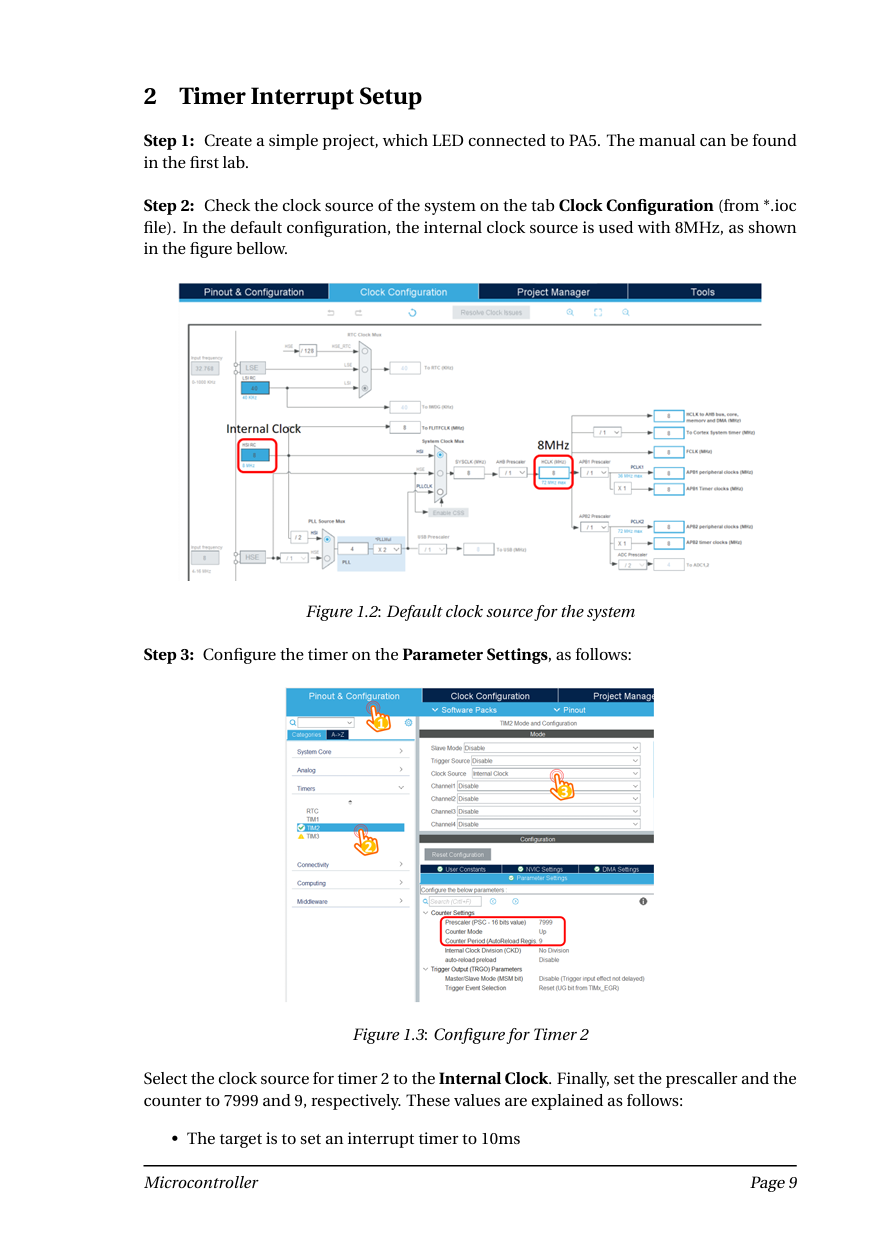 2 Timer Interrupt Setup
Step 1: Create a simple project, which LED connected to PA5. The manual can be found
in the first lab.
Step 2: Check the clock source of the system on the tab Clock Configuration (from *.ioc
file). In the default configuration, the internal clock source is used with 8MHz, as shown
in the figure bellow.
Pinout & Configuration Clock Configuration Project Manager Tools
Resolve Clock Issues
RTC Clock Mux
HSE / 128 HSE_RTC
Input frequency
32.768 LSE LSE 40 To RTC (KHz)
0-1000 KHz
LSI RC LSI
40
40 KHz
40 To IWDG (KHz)
Internal Clock
8 To FLITFCLK (MHz)
HSI RC
8
8 MHz
System Clock Mux
HSI
HSE
PLLCLK
SYSCLK (MHz) AHB Prescaler HCLK (MHz) APB1 Prescaler
8 / 1 8 / 1
8MHz
72 MHz max
Enable CSS
8 HCLK to AHB bus, core,
memory and DMA (MHz)
/ 1 8 To Cortex System timer (MHz)
8 FCLK (MHz)
PCLK1
36 MHz max
8 APB1 peripheral clocks (MHz)
X 1 8 APB1 Timer clocks (MHz)
APB2 Prescaler
/ 1 PCLK2
72 MHz max
8 APB2 peripheral clocks (MHz)
X 1 8 APB2 timer clocks (MHz)
ADC Prescaler
/ 2 4 To ADC1,2
PLL Source Mux
HSI
/ 2
HSE
/ 1
4 X 2
*PLLMul
PLL
USB Prescaler
/ 1 8 To USB (MHz)
Input frequency
8 HSE
4-16 MHz
Figure 1.2: Default clock source for the system
Step 3: Configure the timer on the Parameter Settings, as follows:
Pinout & Configuration Clock Configuration Project Manage
Software Packs Pinout
1
TIM2 Mode and Configuration
Categories A->Z
Mode
System Core
Analog
Timers
RTC
TIM1
TIM2
TIM3
2
Connectivity
Computing
Middleware
Slave Mode Disable
Trigger Source Disable
Clock Source Internal Clock
3
Channel1 Disable
Channel2 Disable
Channel3 Disable
Channel4 Disable
Configuration
Reset Configuration
User Constants NVIC Settings DMA Settings
Parameter Settings
Configure the below parameters :
Search (Ctrl+F)
Counter Settings
Prescaler (PSC - 16 bits value) 7999
Counter Mode Up
Counter Period (AutoReload Regis 9
Internal Clock Division (CKD) No Division
auto-reload preload Disable
Trigger Output (TRGO) Parameters
Master/Slave Mode (MSM bit) Disable (Trigger input effect not delayed)
Trigger Event Selection Reset (UG bit from TIMx_EGR)
Figure 1.3: Configure for Timer 2
Select the clock source for timer 2 to the Internal Clock. Finally, set the prescaller and the
counter to 7999 and 9, respectively. These values are explained as follows:
• The target is to set an interrupt timer to 10ms
Microcontroller Page 9